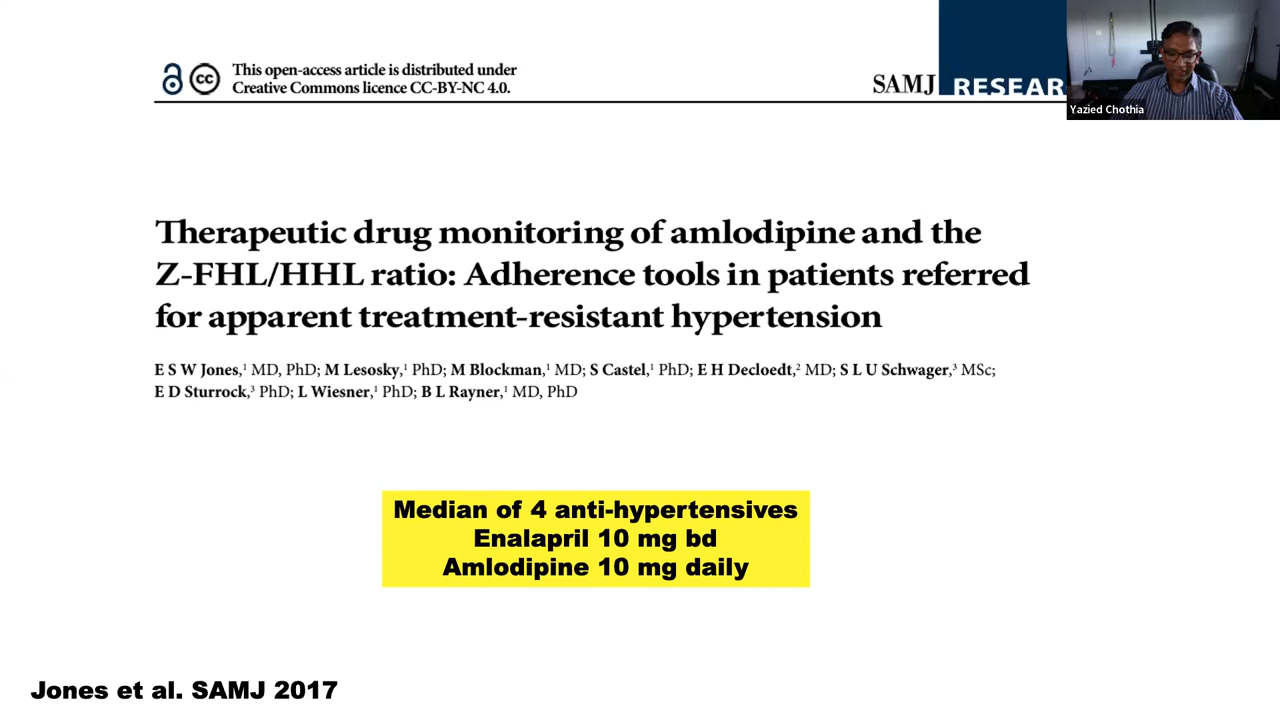 This open-access article is distributed under
Creative Commons licence CC-BY-NC 4.0.
cc
SAMJ
RESEAR
Yazied Chothia
Therapeutic drug monitoring of amlodipine and the
Z-FHL/HHL ratio: Adherence tools in patients referred
for apparent treatment-resistant hypertension
E S W Jones,¹ MD, PhD; M Lesosky,¹ PhD; M Blockman,¹ MD; S Castel,¹ PhD; E H Decloedt,² MD; S L U Schwager,³ MSc;
E D Sturrock,³ PhD; L Wiesner,¹ PhD; B L Rayner,¹ MD, PhD
Median of 4 anti-hypertensives
Enalapril 10 mg bd
Amlodipine 10 mg daily
Jones et al. SAMJ 2017